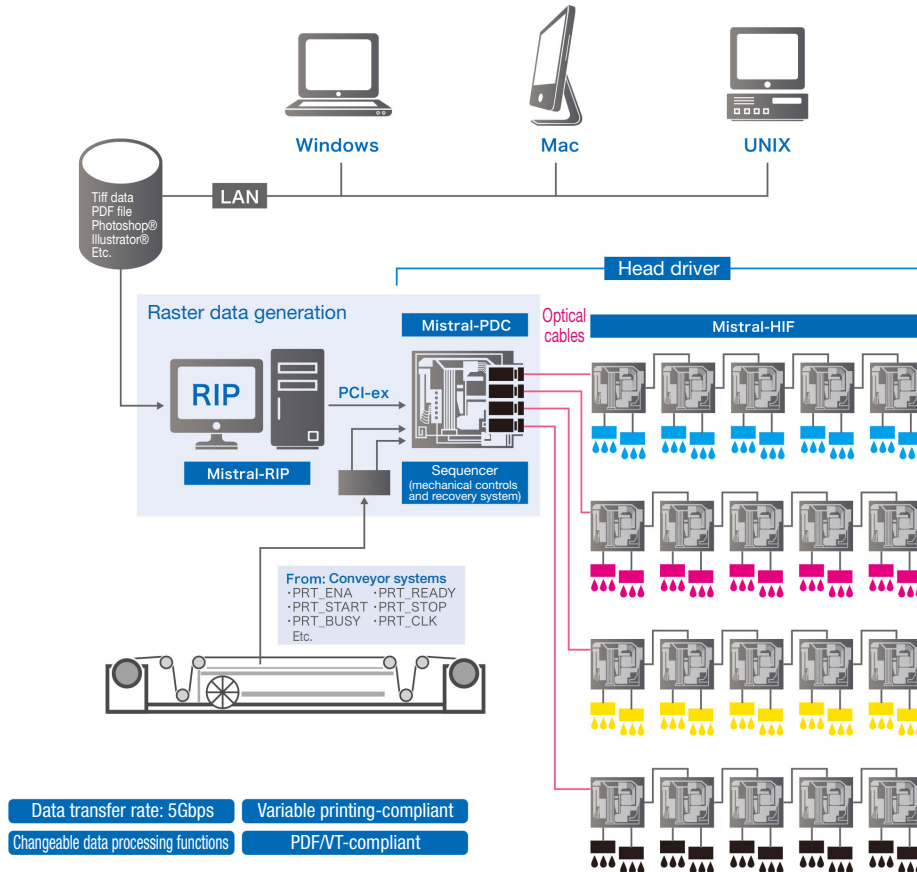 Windows
Mac
UNIX
LAN
Tiff data
PDF file
Photoshop®
Illustrator®
Etc.
Head driver
Raster data generation
Mistral-PDC
Optical
cables
Mistral-HIF
RIP
PCI-ex
Mistral-RIP
Sequencer
(mechanical controls
and recovery system)
From: Conveyor systems
・PRT_ENA ・PRT_READY
・PRT_START ・PRT_STOP
・PRT_BUSY ・PRT_CLK
Etc.
Data transfer rate: 5Gbps
Variable printing-compliant
Changeable data processing functions
PDF/VT-compliant